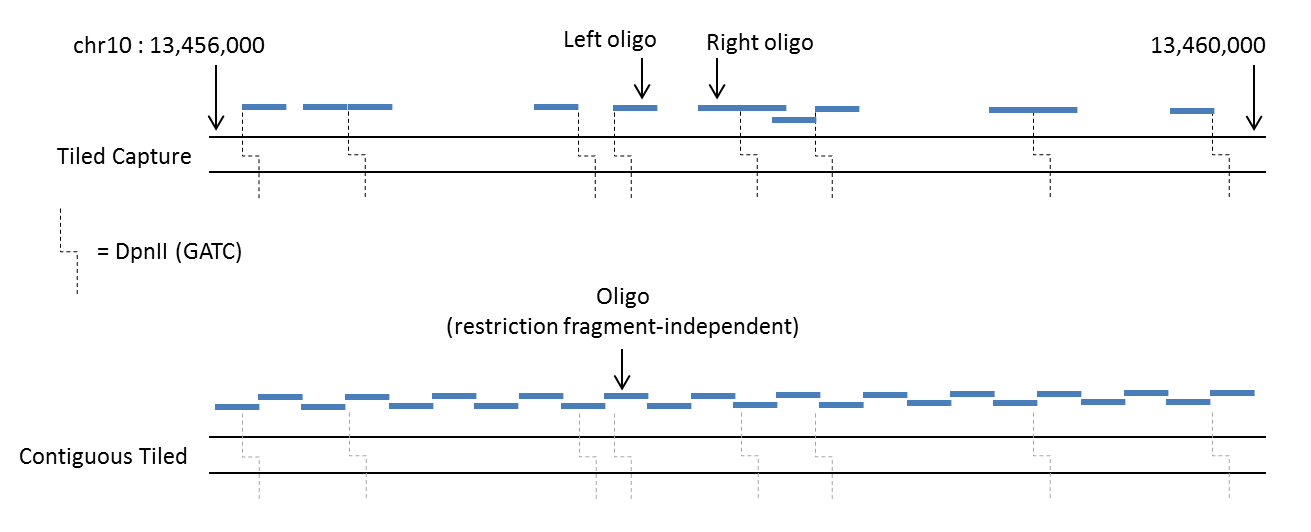 chr10 : 13,456,000
Left oligo
Right oligo
13,460,000
Tiled Capture
= DpnII (GATC)
Oligo
(restriction fragment-independent)
Contiguous Tiled